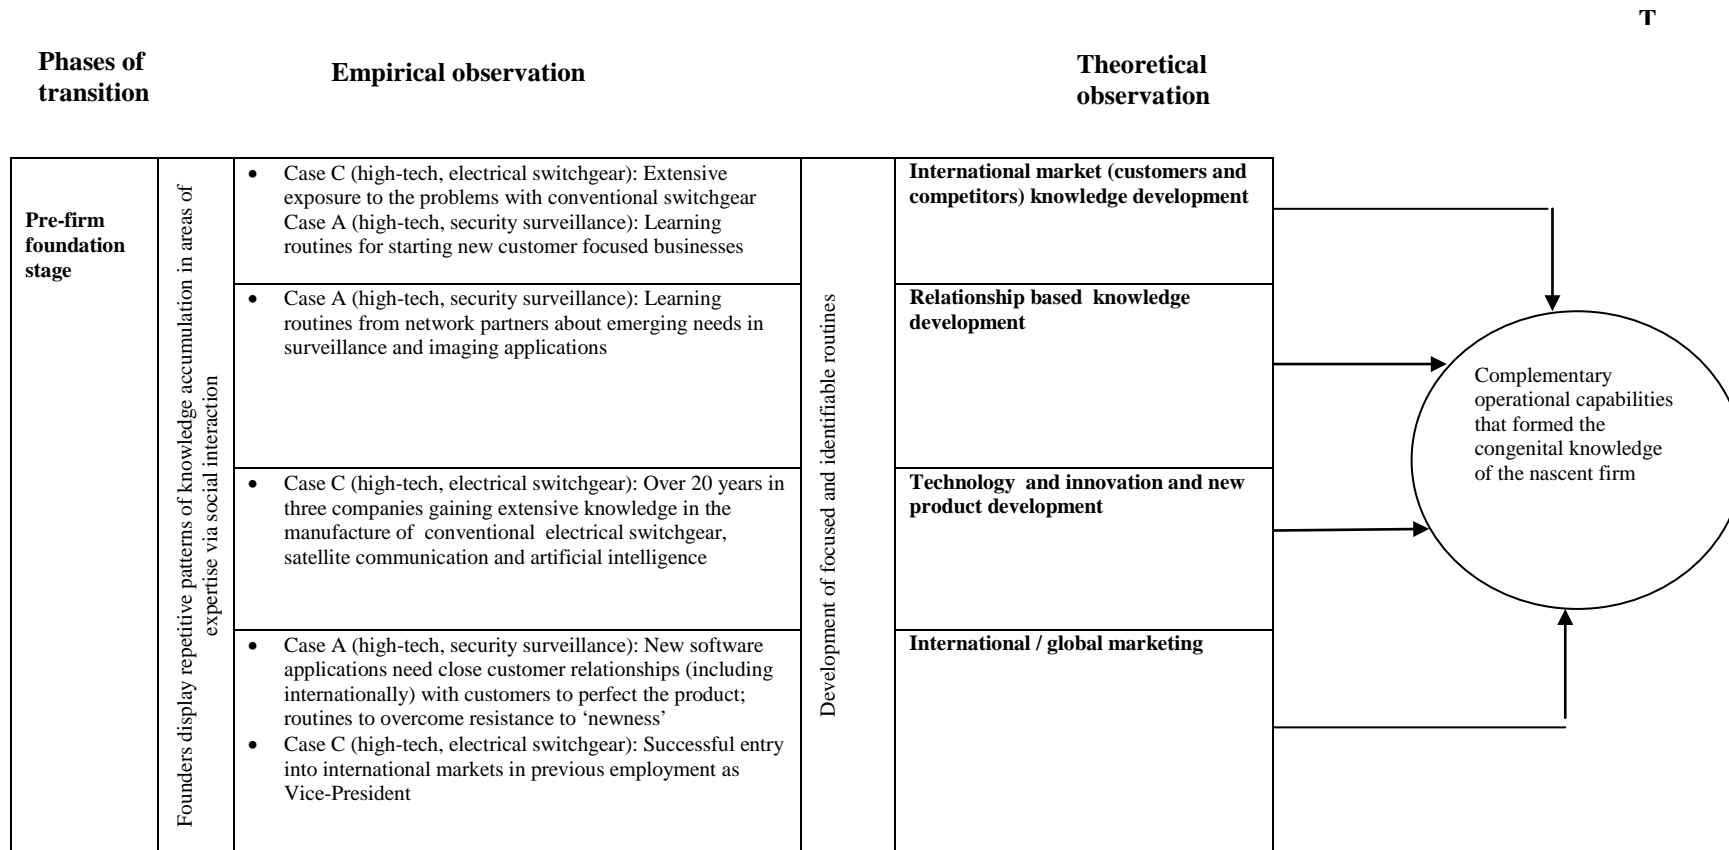 T
Phases of
transition
Empirical observation
Theoretical
observation
Pre-firm
foundation
stage
Founders display repetitive patterns of knowledge accumulation in areas of
expertise via social interaction
• Case C (high-tech, electrical switchgear): Extensive
exposure to the problems with conventional switchgear
Case A (high-tech, security surveillance): Learning
routines for starting new customer focused businesses
• Case A (high-tech, security surveillance): Learning
routines from network partners about emerging needs in
surveillance and imaging applications
• Case C (high-tech, electrical switchgear): Over 20 years in
three companies gaining extensive knowledge in the
manufacture of conventional electrical switchgear,
satellite communication and artificial intelligence
• Case A (high-tech, security surveillance): New software
applications need close customer relationships (including
internationally) with customers to perfect the product;
routines to overcome resistance to ‘newness’
• Case C (high-tech, electrical switchgear): Successful entry
into international markets in previous employment as
Vice-President
Development of focused and identifiable routines
International market (customers and
competitors) knowledge development
Relationship based knowledge
development
Technology and innovation and new
product development
International / global marketing
Complementary
operational capabilities
that formed the
congenital knowledge
of the nascent firm